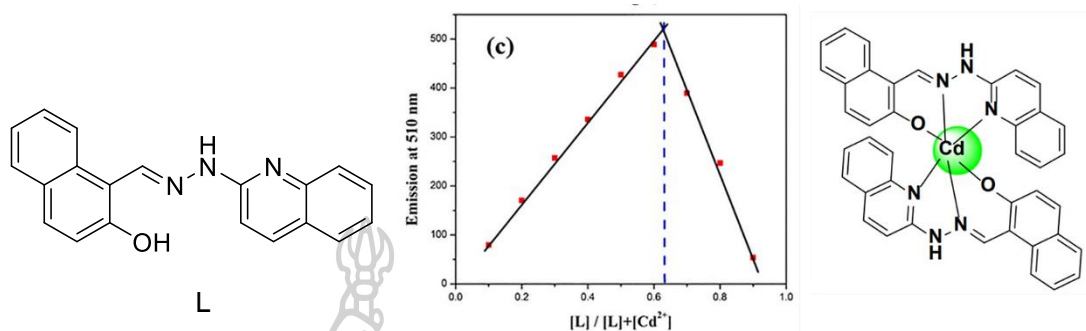 N
OH
N
H
N
N
L
(c)
Emission at 510 nm
500
400
300
200
100
0
0.0 0.2 0.4 0.6 0.8 1.0
[L] / [L]+[Cd²⁺]
H
N
N
N
O
Cd
N
O
N
N
N
H